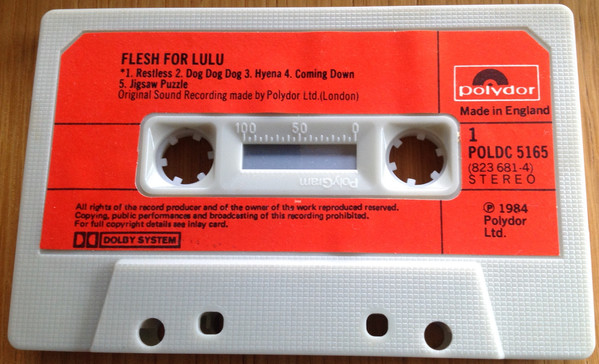 FLESH FOR LULU
*1. Restless 2. Dog Dog Dog 3. Hyena 4. Coming Down
5. Jigsaw Puzzle
Original Sound Recording made by Polydor Ltd.(London)
polydor
Made in England
1
POLDC 5165
(823 681-4)
STEREO
100 50 0
PolyGram
All rights of the record producer and of the owner of the work reproduced reserved.
Copying, public performances and broadcasting of this recording prohibited.
For full copyright details see inlay card.
DOLBY SYSTEM
℗ 1984
Polydor
Ltd.